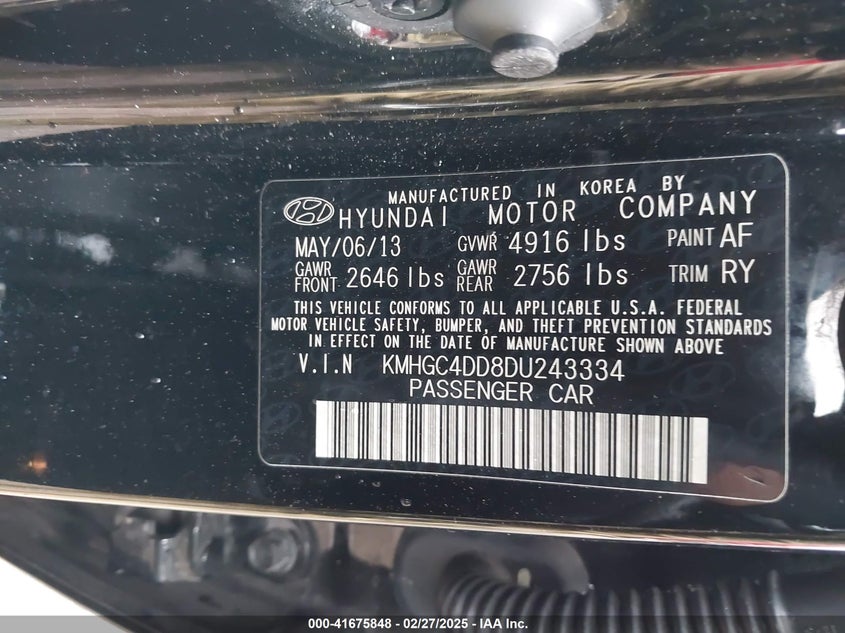 MANUFACTURED IN KOREA BY
HYUNDAI MOTOR COMPANY
MAY/06/13 GVWR 4916 lbs PAINT AF
GAWR FRONT 2646 lbs GAWR REAR 2756 lbs TRIM RY
THIS VEHICLE CONFORMS TO ALL APPLICABLE U.S.A. FEDERAL
MOTOR VEHICLE SAFETY, BUMPER, AND THEFT PREVENTION STANDARDS
IN EFFECT ON THE DATE OF MANUFACTURE SHOWN ABOVE
V.I.N KMHGC4DD8DU243334
PASSENGER CAR
000-41675848 - 02/27/2025 - IAA Inc.